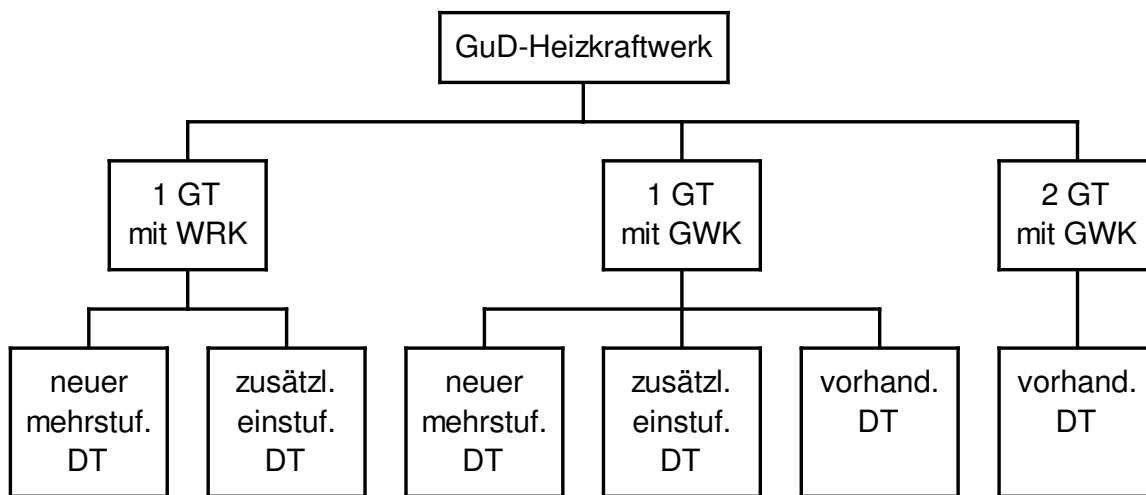 GuD-Heizkraftwerk
1 GT
mit WRK
1 GT
mit GWK
2 GT
mit GWK
neuer
mehrstuf.
DT
zusätzl.
einstuf.
DT
neuer
mehrstuf.
DT
zusätzl.
einstuf.
DT
vorhand.
DT
vorhand.
DT